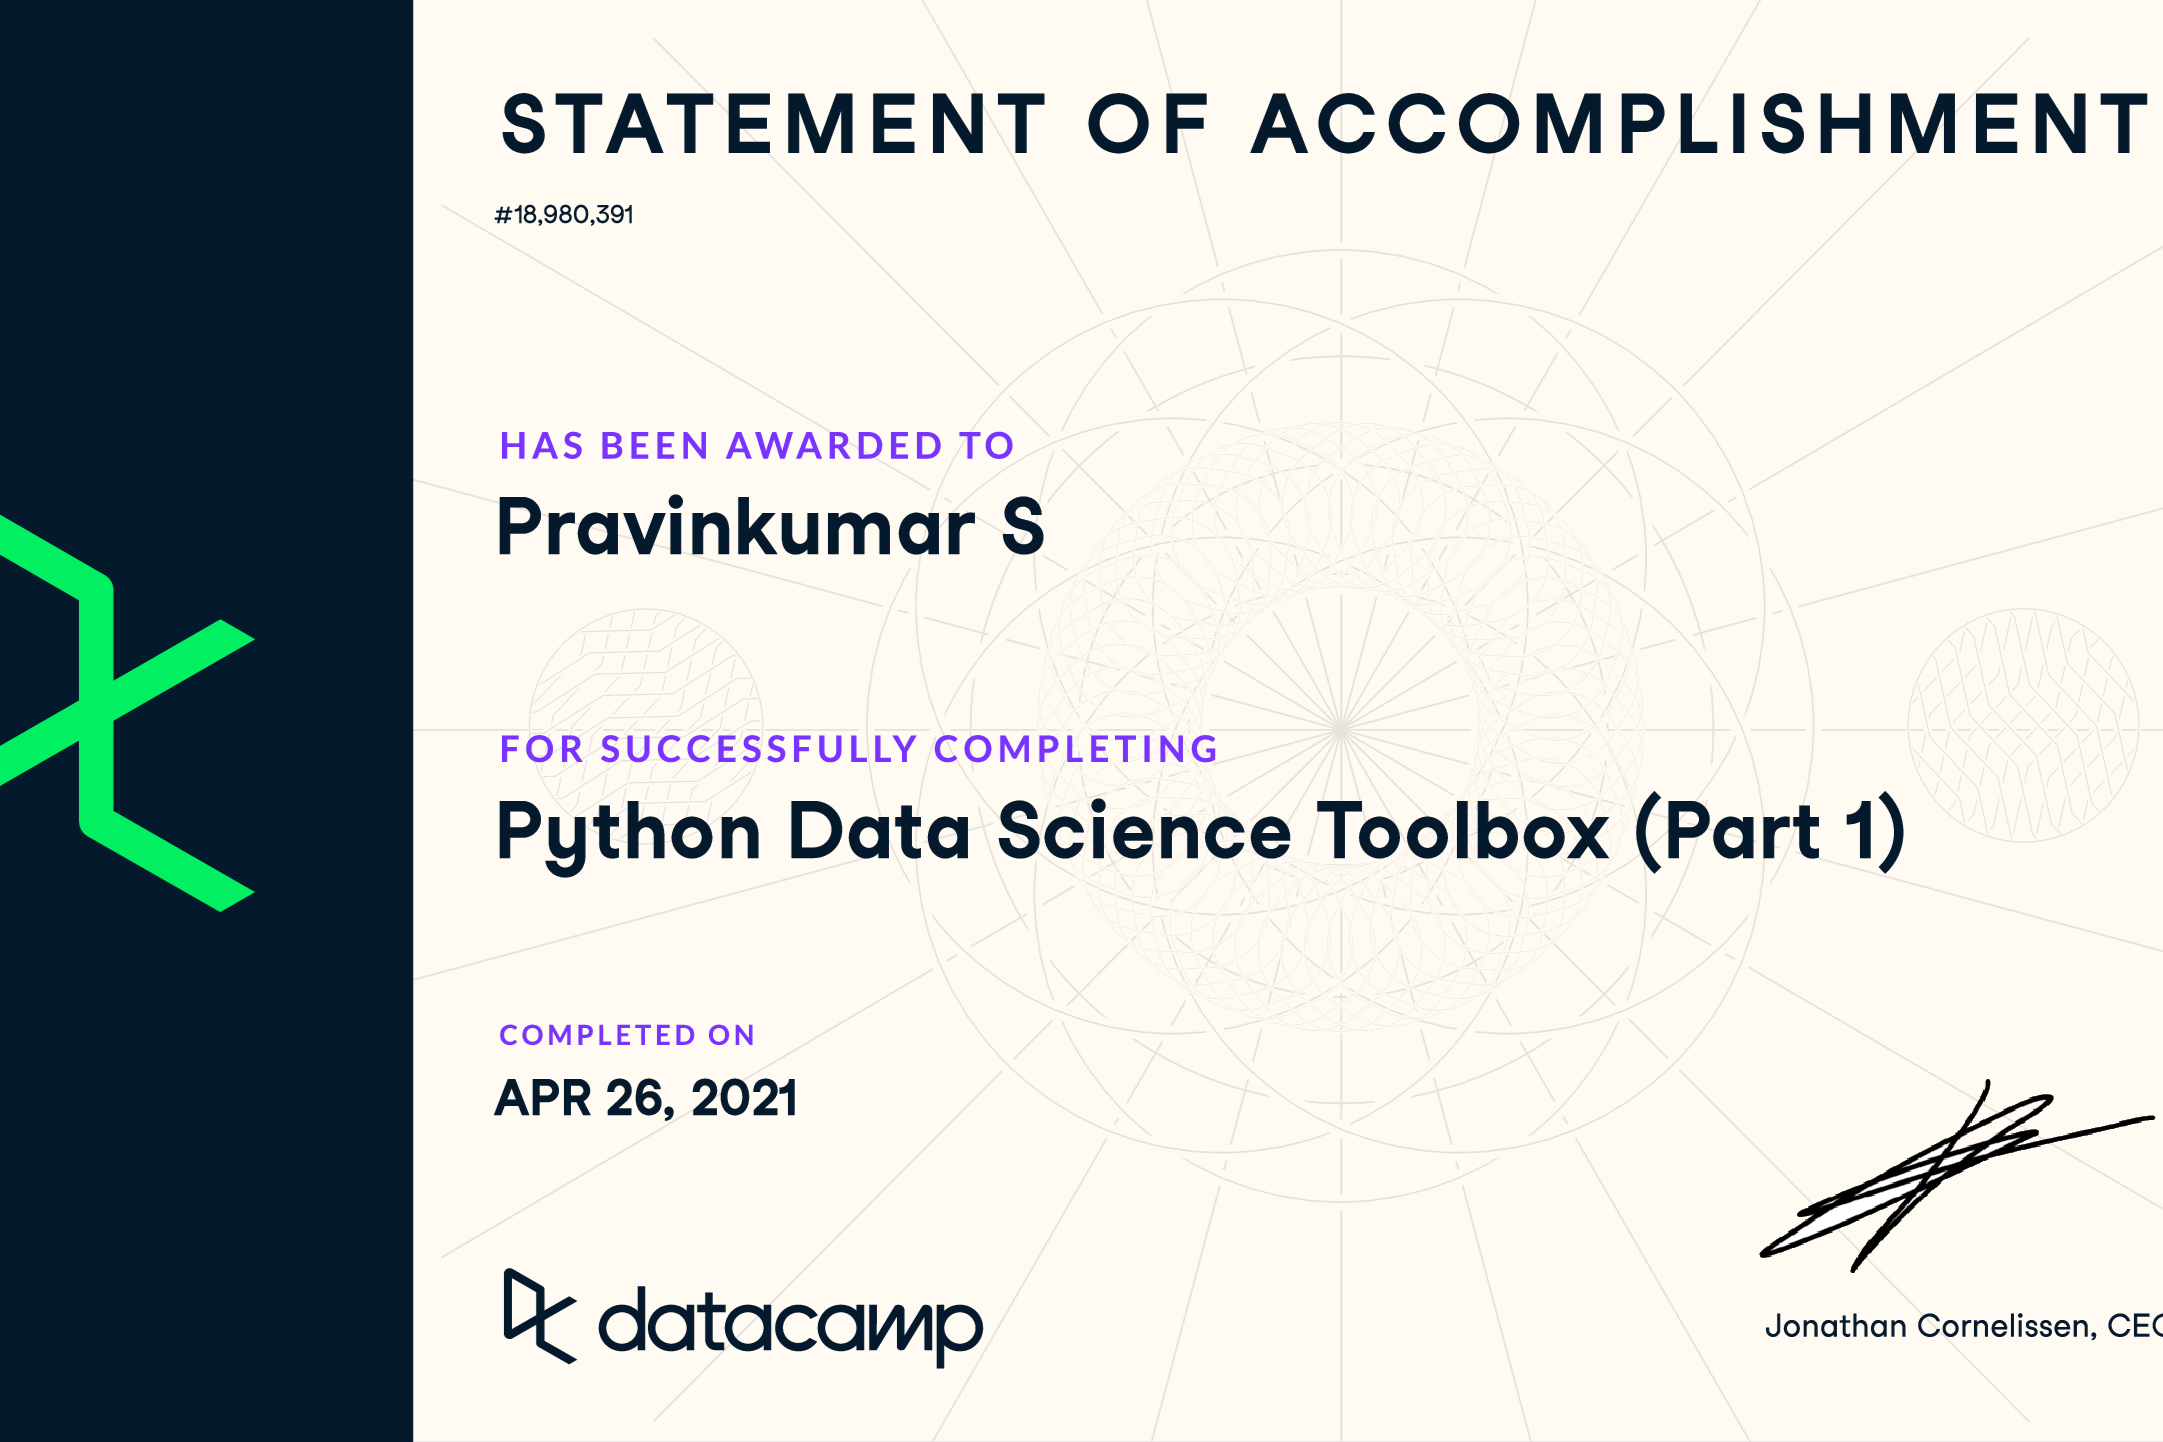 STATEMENT OF ACCOMPLISHMENT
#18,980,391
HAS BEEN AWARDED TO
Pravinkumar S
FOR SUCCESSFULLY COMPLETING
Python Data Science Toolbox (Part 1)
COMPLETED ON
APR 26, 2021
datacamp
Jonathan Cornelissen, CEO